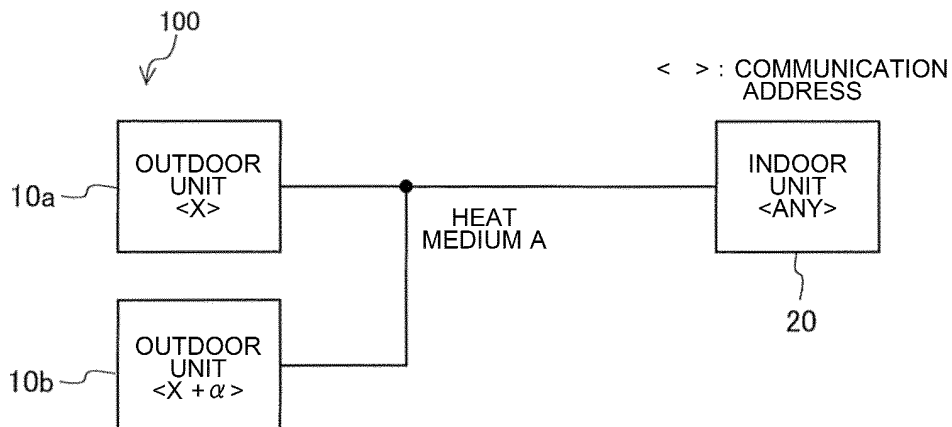 100
< > : COMMUNICATION
ADDRESS
OUTDOOR
UNIT
<X>
10a
INDOOR
UNIT
<ANY>
HEAT
MEDIUM A
20
OUTDOOR
UNIT
<X + α>
10b